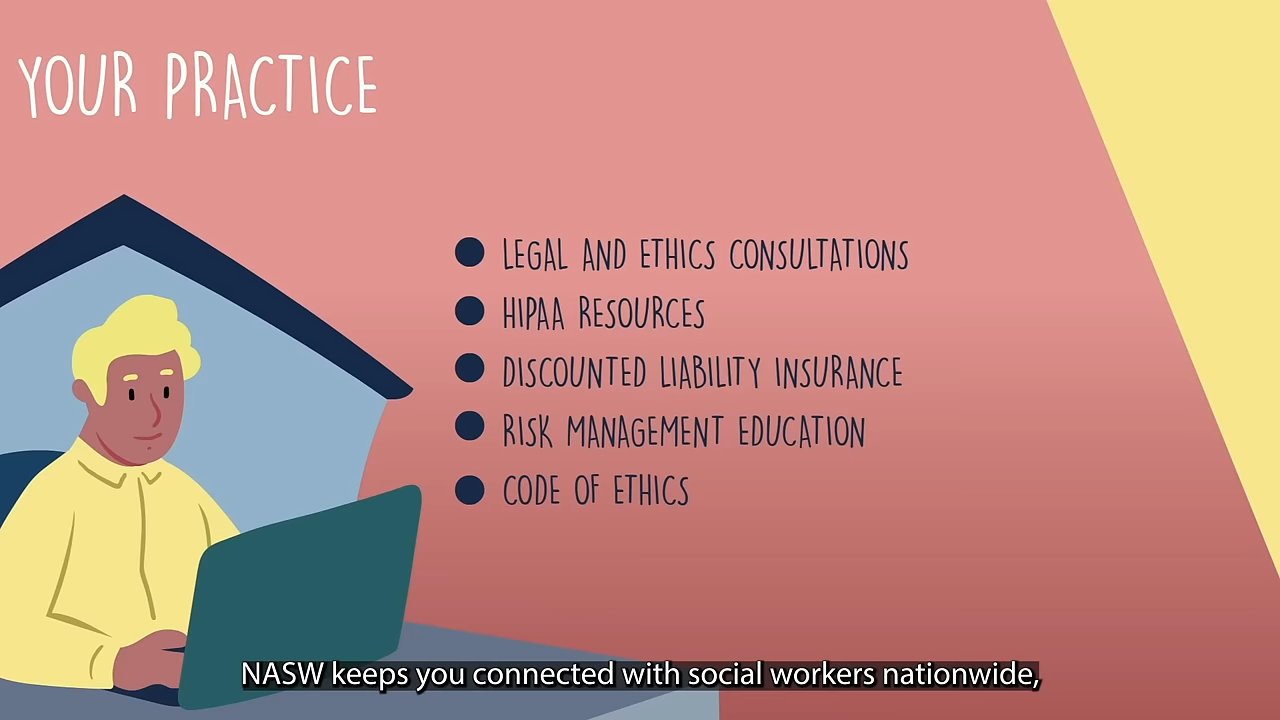 YOUR PRACTICE
LEGAL AND ETHICS CONSULTATIONS
HIPAA RESOURCES
DISCOUNTED LIABILITY INSURANCE
RISK MANAGEMENT EDUCATION
CODE OF ETHICS
NASW keeps you connected with social workers nationwide,